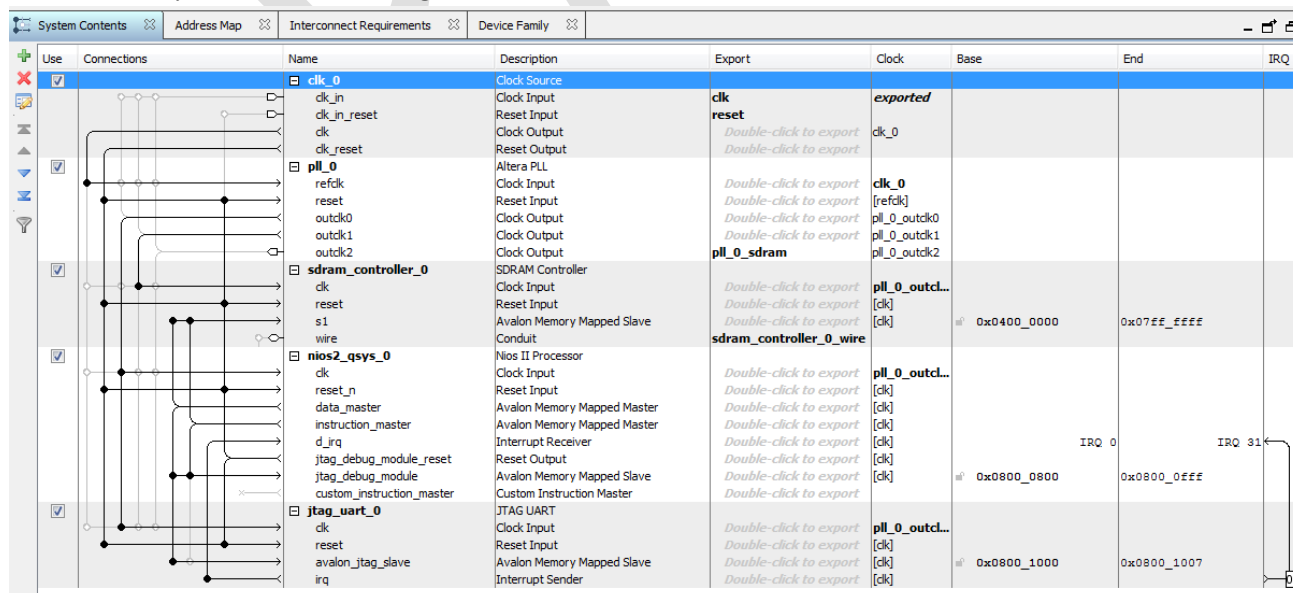 System Contents Address Map Interconnect Requirements Device Family
Use Connections Name Description Export Clock Base End IRQ
clk_0 Clock Source
clk_in Clock Input clk exported
clk_in_reset Reset Input reset
clk Clock Output Double-click to export clk_0
clk_reset Reset Output Double-click to export
pll_0 Altera PLL
refclk Clock Input Double-click to export clk_0
reset Reset Input Double-click to export [refclk]
outclk0 Clock Output Double-click to export pll_0_outclk0
outclk1 Clock Output Double-click to export pll_0_outclk1
outclk2 Clock Output pll_0_sdram pll_0_outclk2
sdram_controller_0 SDRAM Controller
clk Clock Input Double-click to export pll_0_outcl...
reset Reset Input Double-click to export [clk]
s1 Avalon Memory Mapped Slave Double-click to export [clk] 0x0400_0000 0x07ff_ffff
wire Conduit sdram_controller_0_wire
nios2_qsys_0 Nios II Processor
clk Clock Input Double-click to export pll_0_outcl...
reset_n Reset Input Double-click to export [clk]
data_master Avalon Memory Mapped Master Double-click to export [clk]
instruction_master Avalon Memory Mapped Master Double-click to export [clk]
d_irq Interrupt Receiver Double-click to export [clk] IRQ 0 IRQ 31
jtag_debug_module_reset Reset Output Double-click to export [clk]
jtag_debug_module Avalon Memory Mapped Slave Double-click to export [clk] 0x0800_0800 0x0800_0fff
custom_instruction_master Custom Instruction Master Double-click to export
jtag_uart_0 JTAG UART
clk Clock Input Double-click to export pll_0_outcl...
reset Reset Input Double-click to export [clk]
avalon_jtag_slave Avalon Memory Mapped Slave Double-click to export [clk] 0x0800_1000 0x0800_1007
irq Interrupt Sender Double-click to export [clk]